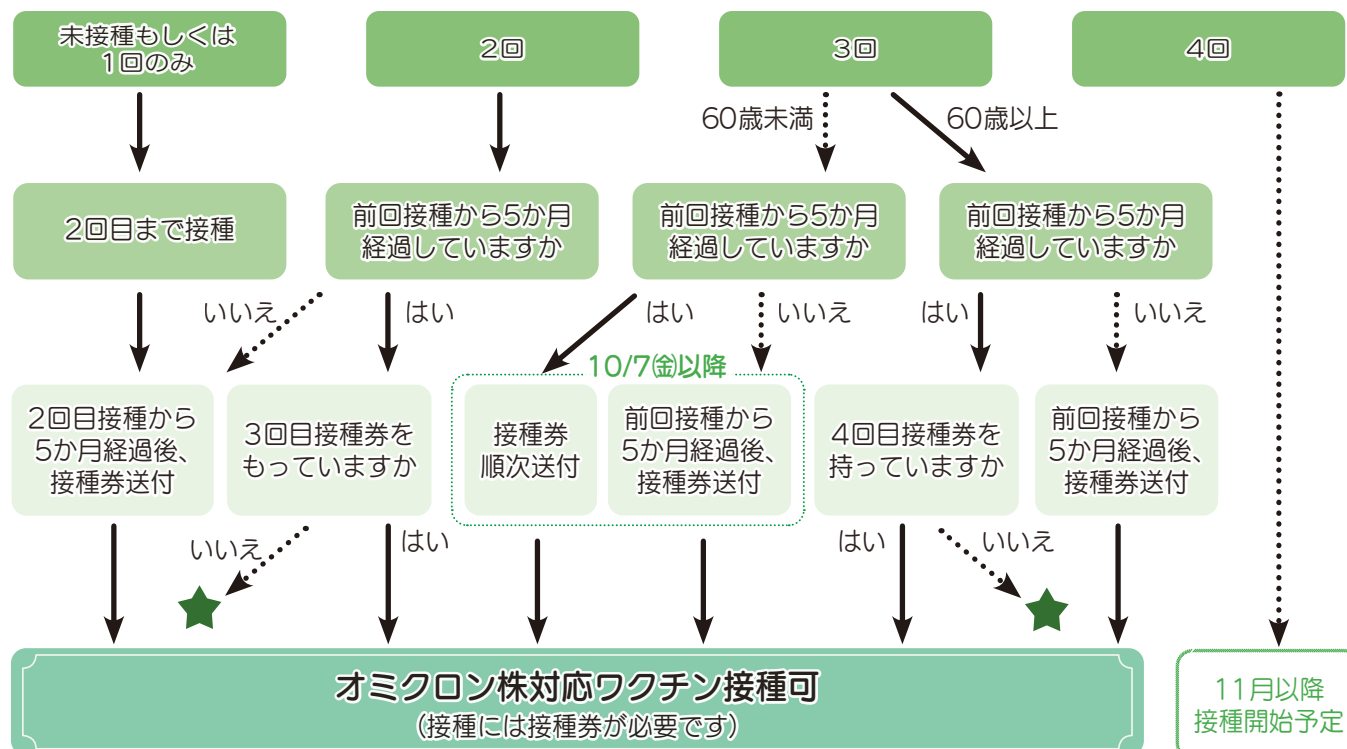 未接種もしくは
1回のみ
2回
3回
4回
60歳未満
60歳以上
2回目まで接種
前回接種から5か月
経過していますか
前回接種から5か月
経過していますか
前回接種から5か月
経過していますか
いいえ
はい
はい
いいえ
はい
いいえ
10/7㈮以降
2回目接種から
5か月経過後、
接種券送付
3回目接種券を
もっていますか
接種券
順次送付
前回接種から
5か月経過後、
接種券送付
4回目接種券を
持っていますか
前回接種から
5か月経過後、
接種券送付
いいえ
はい
はい
いいえ
オミクロン株対応ワクチン接種可
(接種には接種券が必要です)
11月以降
接種開始予定